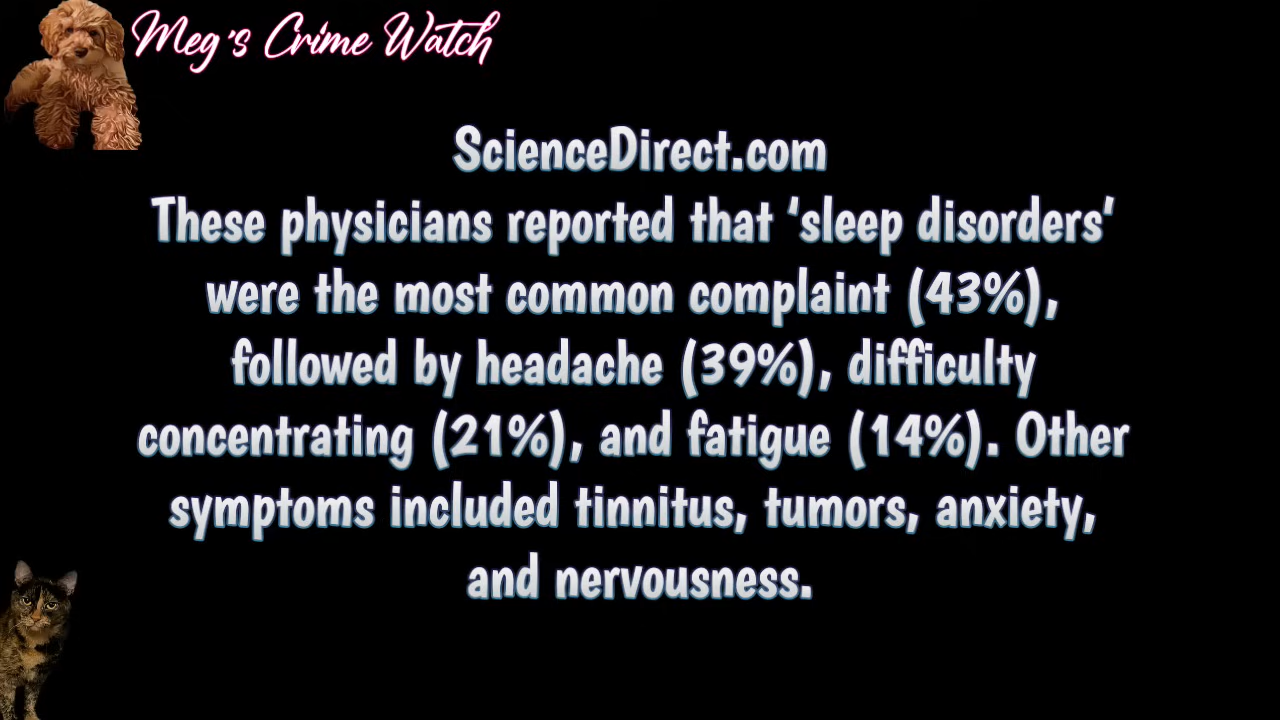 Meg's Crime Watch
ScienceDirect.com
These physicians reported that ‘sleep disorders’
were the most common complaint (43%),
followed by headache (39%), difficulty
concentrating (21%), and fatigue (14%). Other
symptoms included tinnitus, tumors, anxiety,
and nervousness.